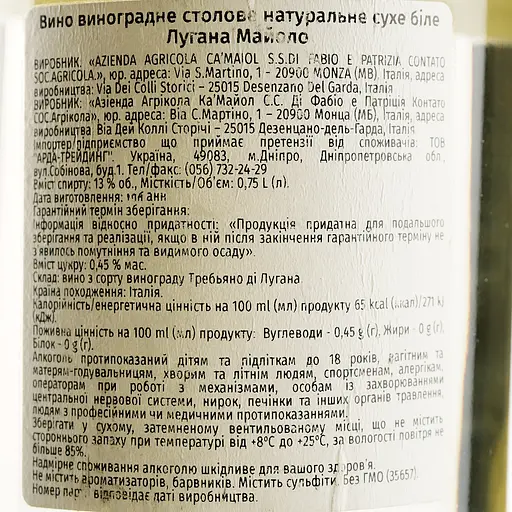 Вино виноградне столове натуральне сухе біле
Лугана Майоло
ВИРОБНИК: «AZIENDA AGRICOLA CA'MAIOL S.S.DI FABIO E PATRIZIA CONTATO
SOC.AGRICOLA.», юр. адреса: Via S.Martino, 1 – 20900 MONZA (MB), Італія, адреса
виробництва: Via Dei Colli Storici – 25015 Desenzano Del Garda, Італія
ВИРОБНИК: «Азієнда Агрікола Ка'Майол С.С. Ді Фабіо е Патріція Контато
СОС.Агрікола», юр. адреса: Віа С.Мартіно, 1 – 20900 Монца (МБ), Італія, адреса
виробництва: Віа Дей Коллі Сторічі – 25015 Дезенцано-дель-Гарда, Італія
Імпортер/підприємство що приймає претензії від споживачів: ТОВ
"АРДА-ТРЕЙДИНГ". Україна, 49083, м.Дніпро, Дніпропетровська обл.,
вул.Собінова, буд.1. Тел/факс: (056) 732-24-29
Вміст спирту: 13 % об., Місткість/Об'єм: 0,75 L (л).
Дата виготовлення:
Гарантійний термін зберігання:
Інформація відносно придатності: «Продукція придатна для подальшого
зберігання та реалізації, якщо в ній після закінчення гарантійного терміну не
з'явилось помутніння та видимого осаду».
Вміст цукру: 0,45 % мас.
Склад: вино з сорту винограду Требьяно ді Лугана
Країна походження: Італія.
Калорійність/енергетична цінність на 100 ml (мл) продукту 65 kcal (ккал)/271 kJ
(кДж).
Поживна цінність на 100 ml (мл) продукту: Вуглеводи - 0,45 g (г), Жири - 0 g (г),
Білок - 0 g (г).
Алкоголь протипоказаний дітям та підліткам до 18 років, вагітним та
матерям-годувальницям, хворим та літнім людям, спортсменам, алергікам,
операторам при роботі з механізмами, особам із захворюваннями
центральної нервової системи, нирок, печінки та інших органів травлення,
людям з професійними чи медичними протипоказаннями.
Зберігати у сухому, затемненому вентильованому місці, що не містить
стороннього запаху при температурі від +8°C до +25°C, за вологості повітря не
більше 85%.
Надмірне споживання алкоголю шкідливе для вашого здоров'я.
Не містить ароматизаторів, барвників. Містить сульфіти. Без ГМО (35657).
Номер партії відповідає даті виробництва.